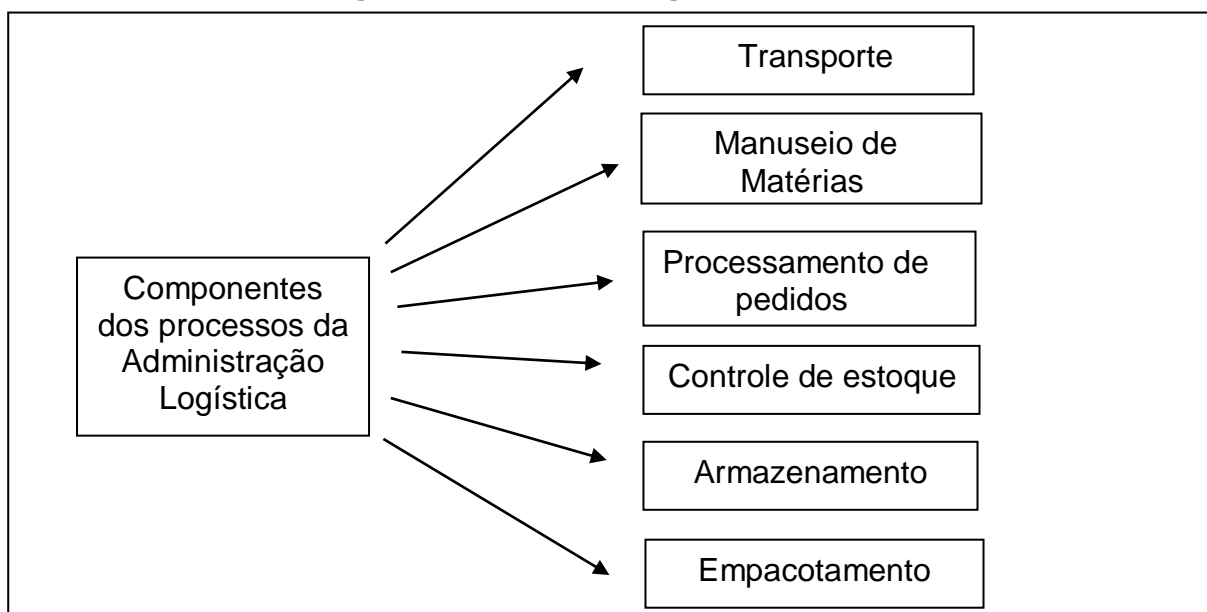 Componentes
dos processos da
Administração
Logística
Transporte
Manuseio de
Matérias
Processamento de
pedidos
Controle de estoque
Armazenamento
Empacotamento